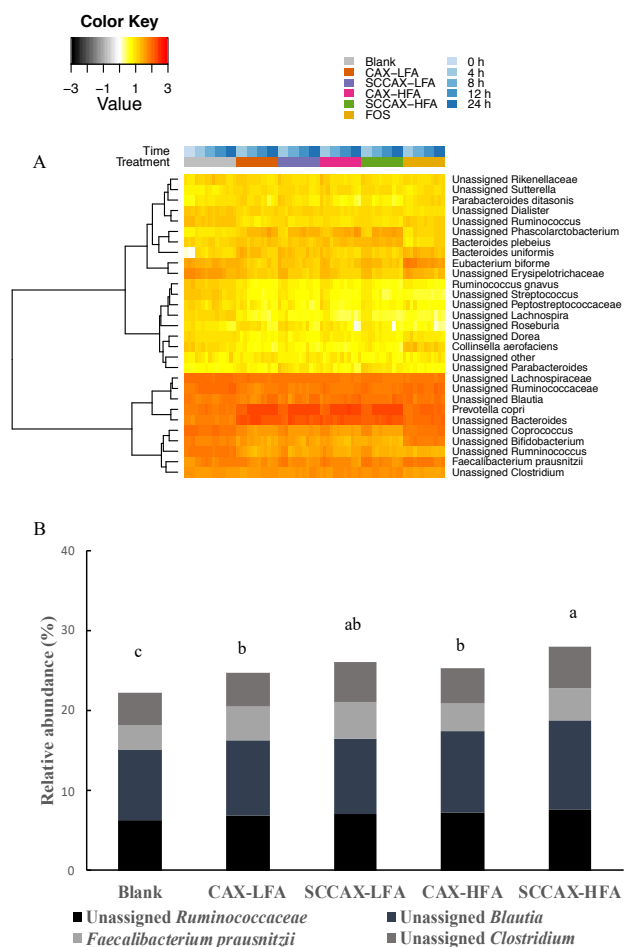 Color Key
−3 −1 1 3
Value
Blank
CAX−LFA
SCCAX−LFA
CAX−HFA
SCCAX−HFA
FOS
0 h
4 h
8 h
12 h
24 h
A
Time
Treatment
Unassigned Rikenellaceae
Unassigned Sutterella
Parabacteroides ditasonis
Unassigned Dialister
Unassigned Ruminococcus
Unassigned Phascolarctobacterium
Bacteroides plebeius
Bacteroides uniformis
Eubacterium biforme
Unassigned Erysipelotrichaceae
Ruminococcus gnavus
Unassigned Streptococcus
Unassigned Peptostreptococcaceae
Unassigned Lachnospira
Unassigned Roseburia
Unassigned Dorea
Collinsella aerofaciens
Unassigned other
Unassigned Parabacteroides
Unassigned Lachnospiraceae
Unassigned Ruminococcaceae
Unassigned Blautia
Prevotella copri
Unassigned Bacteroides
Unassigned Coprococcus
Unassigned Bifidobacterium
Unassigned Rumninococcus
Faecalibacterium prausnitzii
Unassigned Clostridium
B
Relative abundance (%)
40
30
20
10
0
c
b
ab
b
a
Blank CAX-LFA SCCAX-LFA CAX-HFA SCCAX-HFA
Unassigned Ruminococcaceae
Unassigned Blautia
Faecalibacterium prausnitzii
Unassigned Clostridium